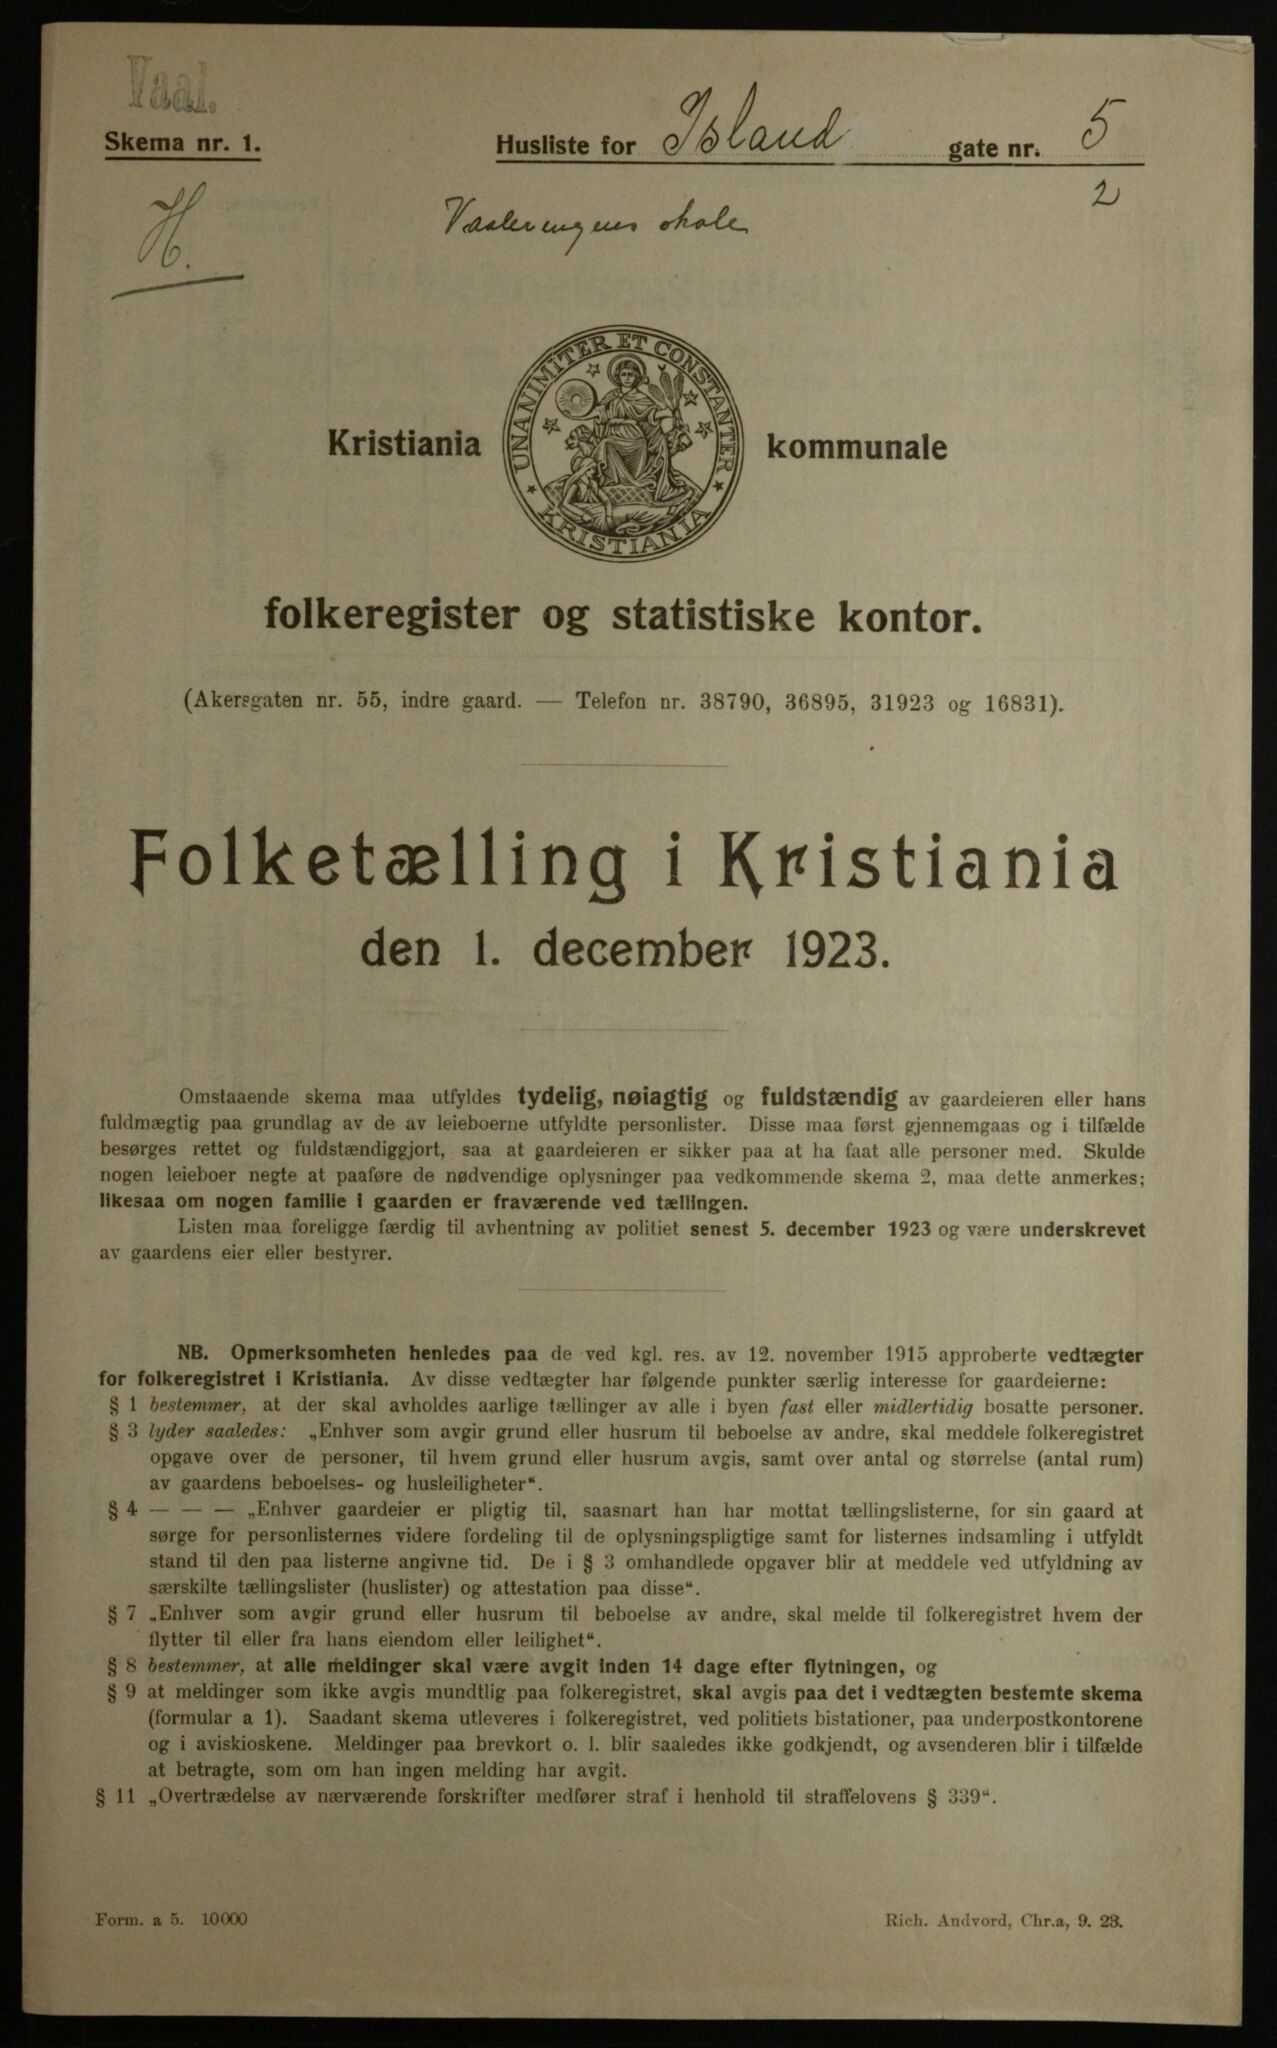 Vaal.
Skema nr. 1.
Husliste for Island gate nr. 5
2
H.
Vaalerengens skole
UNANIMITER ET CONSTANTER
KRISTIANIA
Kristiania kommunale
folkeregister og statistiske kontor.
(Akersgaten nr. 55, indre gaard. — Telefon nr. 38790, 36895, 31923 og 16831).
Folketælling i Kristiania
den 1. december 1923.
Omstaaende skema maa utfyldes tydelig, nøiagtig og fuldstændig av gaardeieren eller hans
fuldmægtig paa grundlag av de av leieboerne utfyldte personlister. Disse maa først gjennemgaas og i tilfælde
besørges rettet og fuldstændiggjort, saa at gaardeieren er sikker paa at ha faat alle personer med. Skulde
nogen leieboer negte at paaføre de nødvendige oplysninger paa vedkommende skema 2, maa dette anmerkes;
likesaa om nogen familie i gaarden er fraværende ved tællingen.
Listen maa foreligge færdig til avhentning av politiet senest 5. december 1923 og være underskrevet
av gaardens eier eller bestyrer.
NB. Opmerksomheten henledes paa de ved kgl. res. av 12. november 1915 approberte vedtægter
for folkeregistret i Kristiania. Av disse vedtægter har følgende punkter særlig interesse for gaardeierne:
§ 1 bestemmer, at der skal avholdes aarlige tællinger av alle i byen fast eller midlertidig bosatte personer.
§ 3 lyder saaledes: „Enhver som avgir grund eller husrum til beboelse av andre, skal meddele folkeregistret
opgave over de personer, til hvem grund eller husrum avgis, samt over antal og størrelse (antal rum)
av gaardens beboelses- og husleiligheter“.
§ 4 — — — „Enhver gaardeier er pligtig til, saasnart han har mottat tællingslisterne, for sin gaard at
sørge for personlisternes videre fordeling til de oplysningspligtige samt for listernes indsamling i utfyldt
stand til den paa listerne angivne tid. De i § 3 omhandlede opgaver blir at meddele ved utfyldning av
særskilte tællingslister (huslister) og attestation paa disse“.
§ 7 „Enhver som avgir grund eller husrum til beboelse av andre, skal melde til folkeregistret hvem der
flytter til eller fra hans eiendom eller leilighet“.
§ 8 bestemmer, at alle meldinger skal være avgit inden 14 dage efter flytningen, og
§ 9 at meldinger som ikke avgis mundtlig paa folkeregistret, skal avgis paa det i vedtægten bestemte skema
(formular a 1). Saadant skema utleveres i folkeregistret, ved politiets bistationer, paa underpostkontorene
og i aviskioskene. Meldinger paa brevkort o. l. blir saaledes ikke godkjendt, og avsenderen blir i tilfælde
at betragte, som om han ingen melding har avgit.
§ 11 „Overtrædelse av nærværende forskrifter medfører straf i henhold til straffelovens § 339“.
Form. a 5. 10000
Rich. Andvord, Chr.a, 9. 23.